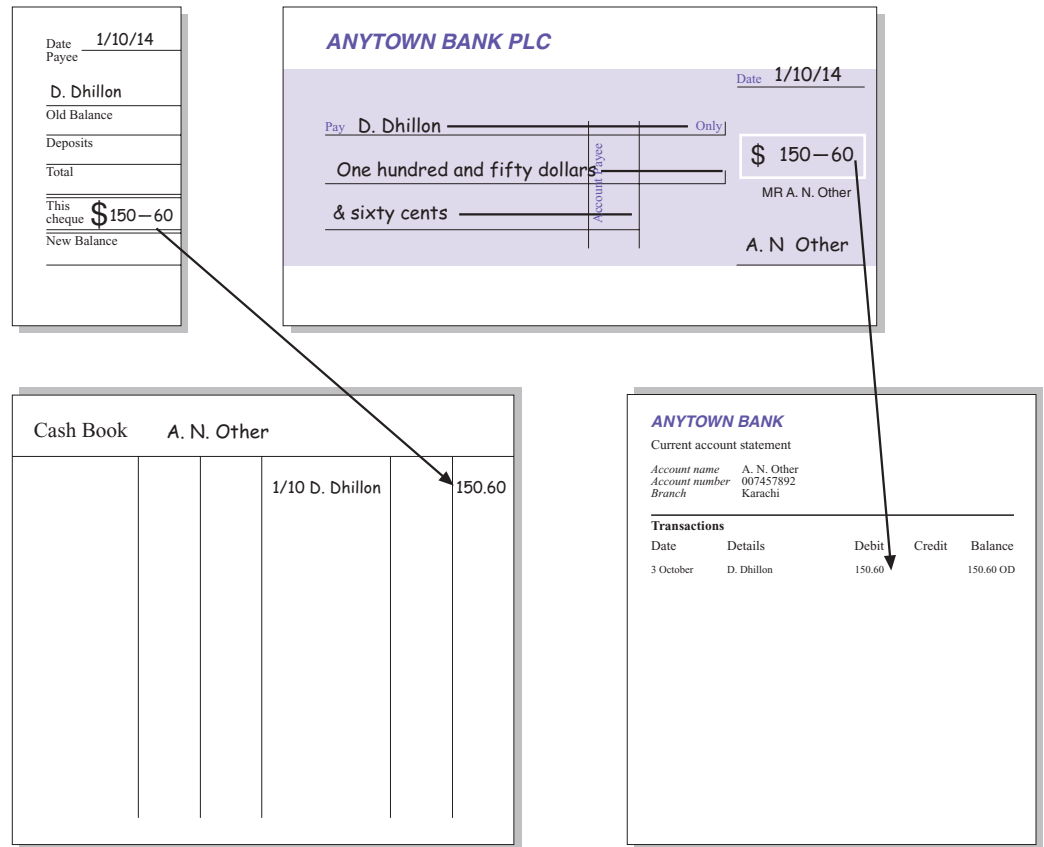 Date 1/10/14
Payee
D. Dhillon
Old Balance
Deposits
Total
This
cheque $150—60
New Balance
ANYTOWN BANK PLC
Date 1/10/14
Pay D. Dhillon Only
One hundred and fifty dollars
& sixty cents
Account Payee
$ 150—60
MR A. N. Other
A. N Other
Cash Book A. N. Other
1/10 D. Dhillon 150.60
ANYTOWN BANK
Current account statement
Account name A. N. Other
Account number 007457892
Branch Karachi
Transactions
Date Details Debit Credit Balance
3 October D. Dhillon 150.60 150.60 OD